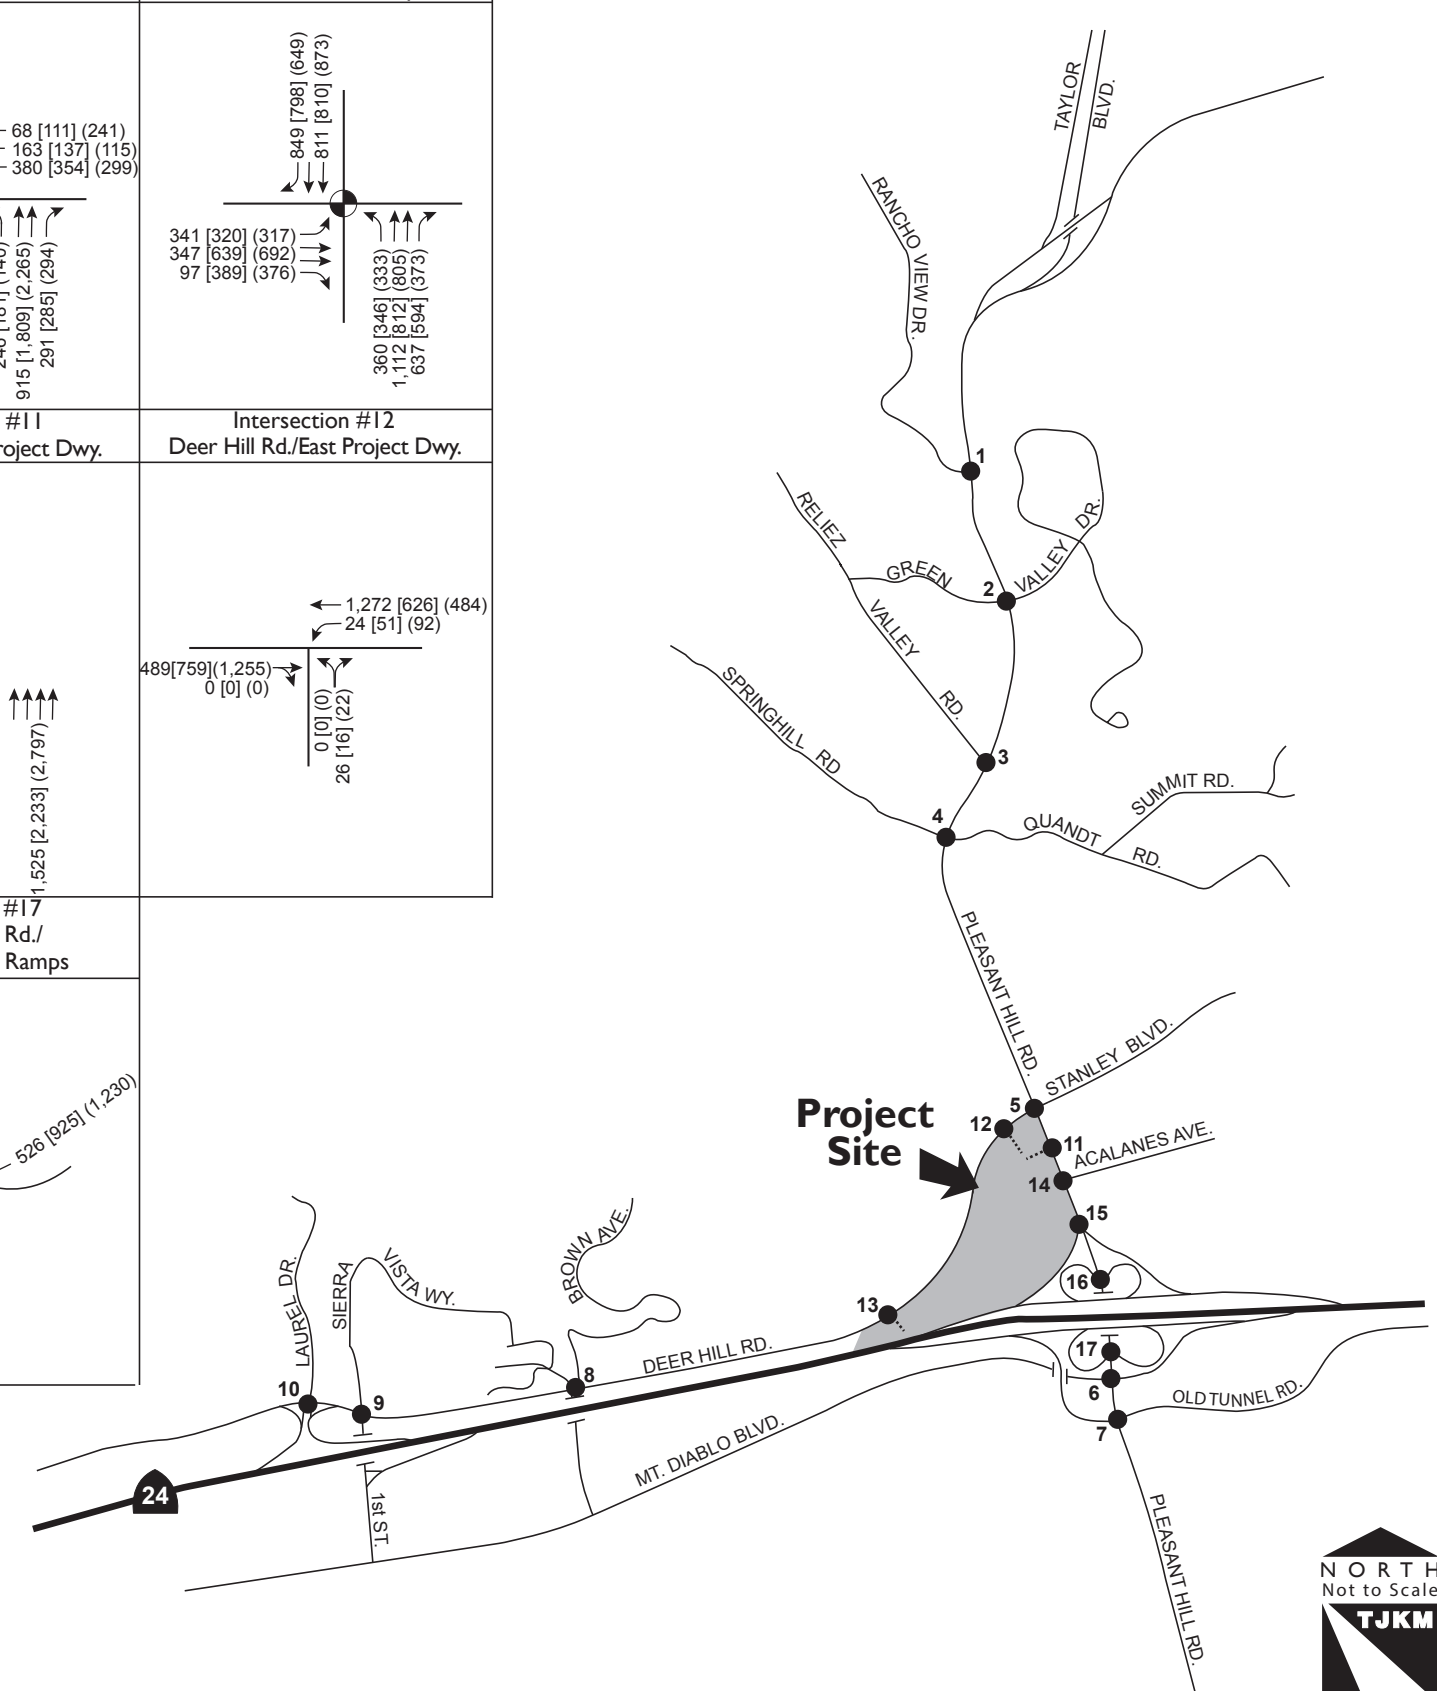 68 [111] (241)
163 [137] (115)
380 [354] (299)
915 [1,809] (2,265)
291 [285] (294)
849 [798] (649)
811 [810] (873)
341 [320] (317)
347 [639] (692)
97 [389] (376)
360 [346] (333)
1,112 [812] (805)
637 [594] (373)
#11
roject Dwy.
Intersection #12
Deer Hill Rd./East Project Dwy.
1,525 [2,233] (2,797)
1,272 [626] (484)
24 [51] (92)
489[759](1,255)
0 [0] (0)
0 [0] (0)
26 [16] (22)
#17
Rd./
Ramps
526 [925] (1,230)
TAYLOR
BLVD.
RANCHO VIEW DR.
1
RELIEZ
VALLEY
RD.
GREEN
VALLEY DR.
2
SPRINGHILL RD
3
4
QUANDT RD.
SUMMIT RD.
PLEASANT HILL RD.
STANLEY BLVD.
5
12
11
ACALANES AVE.
14
15
Project
Site
16
13
17
6
7
OLD TUNNEL RD.
LAUREL DR.
SIERRA
VISTA WY.
BROWN AVE.
DEER HILL RD.
8
10
9
MT. DIABLO BLVD.
24
1st ST.
PLEASANT HILL RD.
NORTH
Not to Scale
TJKM